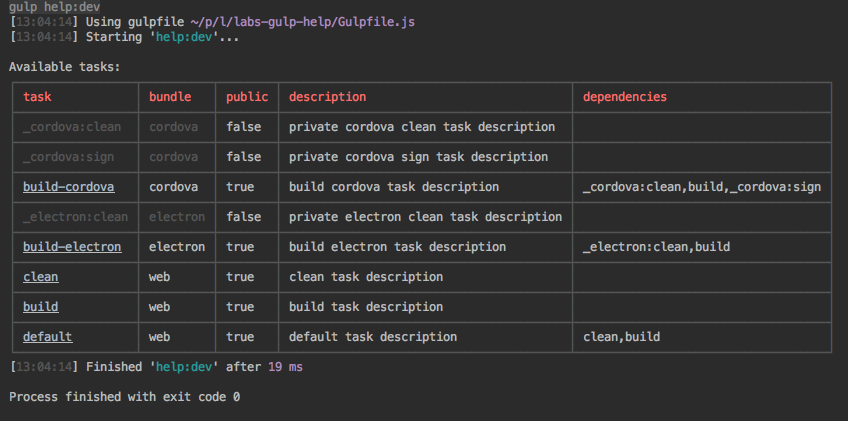 gulp help:dev
[13:04:14] Using gulpfile ~/p/l/labs-gulp-help/Gulpfile.js
[13:04:14] Starting 'help:dev'...
Available tasks:
task bundle public description dependencies
_cordova:clean cordova false private cordova clean task description
_cordova:sign cordova false private cordova sign task description
build-cordova cordova true build cordova task description _cordova:clean,build,_cordova:sign
_electron:clean electron false private electron clean task description
build-electron electron true build electron task description _electron:clean,build
clean web true clean task description
build web true build task description
default web true default task description clean,build
[13:04:14] Finished 'help:dev' after 19 ms
Process finished with exit code 0